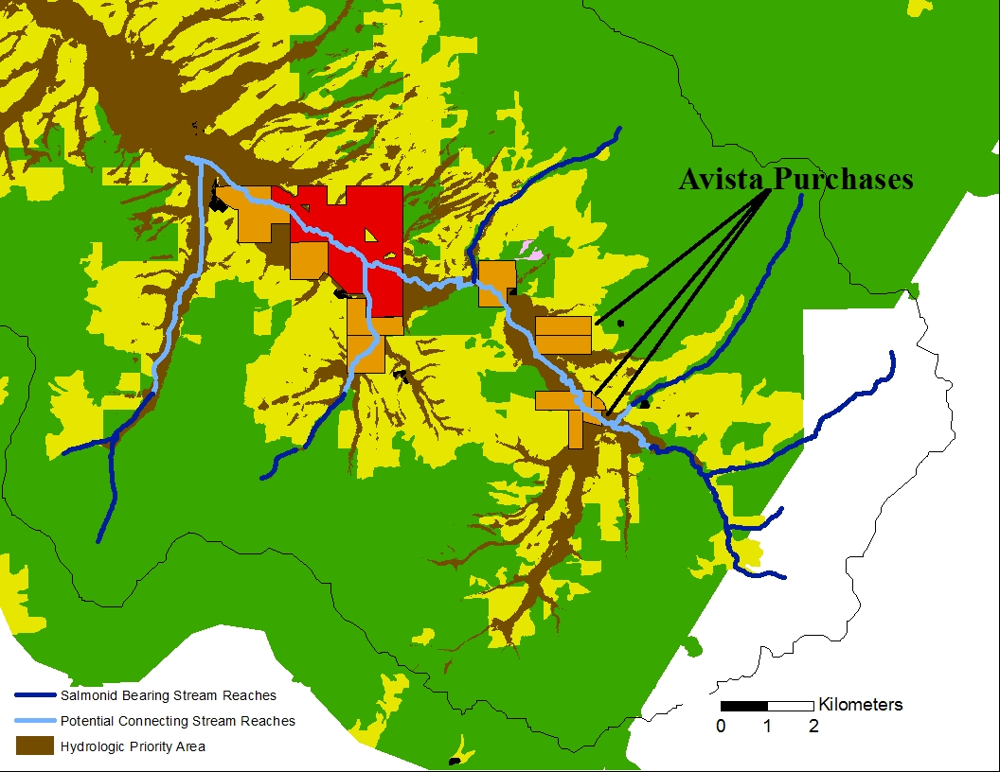 Avista Purchases
Salmonid Bearing Stream Reaches
Potential Connecting Stream Reaches
Hydrologic Priority Area
Kilometers
0 1 2